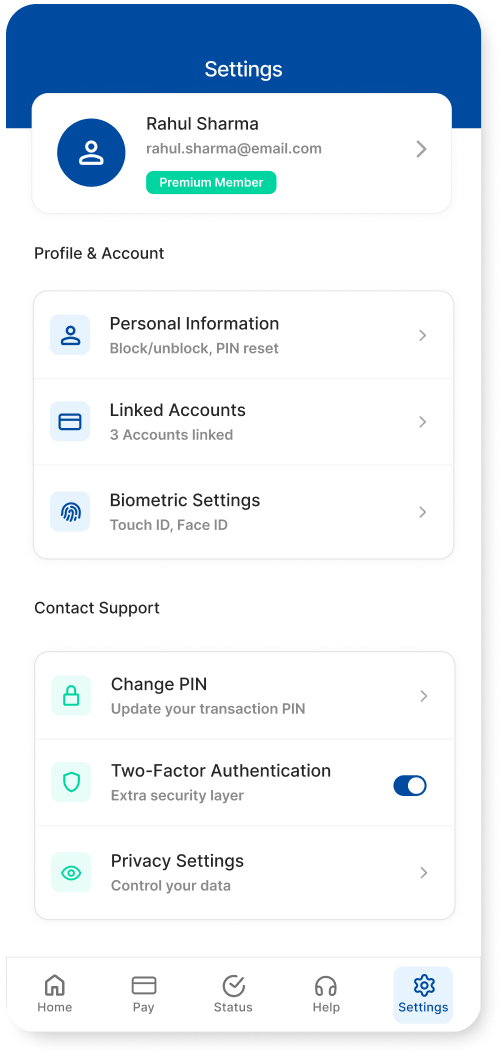 Settings
Rahul Sharma
rahul.sharma@email.com
Premium Member
Profile & Account
Personal Information
Block/unblock, PIN reset
Linked Accounts
3 Accounts linked
Biometric Settings
Touch ID, Face ID
Contact Support
Change PIN
Update your transaction PIN
Two-Factor Authentication
Extra security layer
Privacy Settings
Control your data
Home Pay Status Help Settings